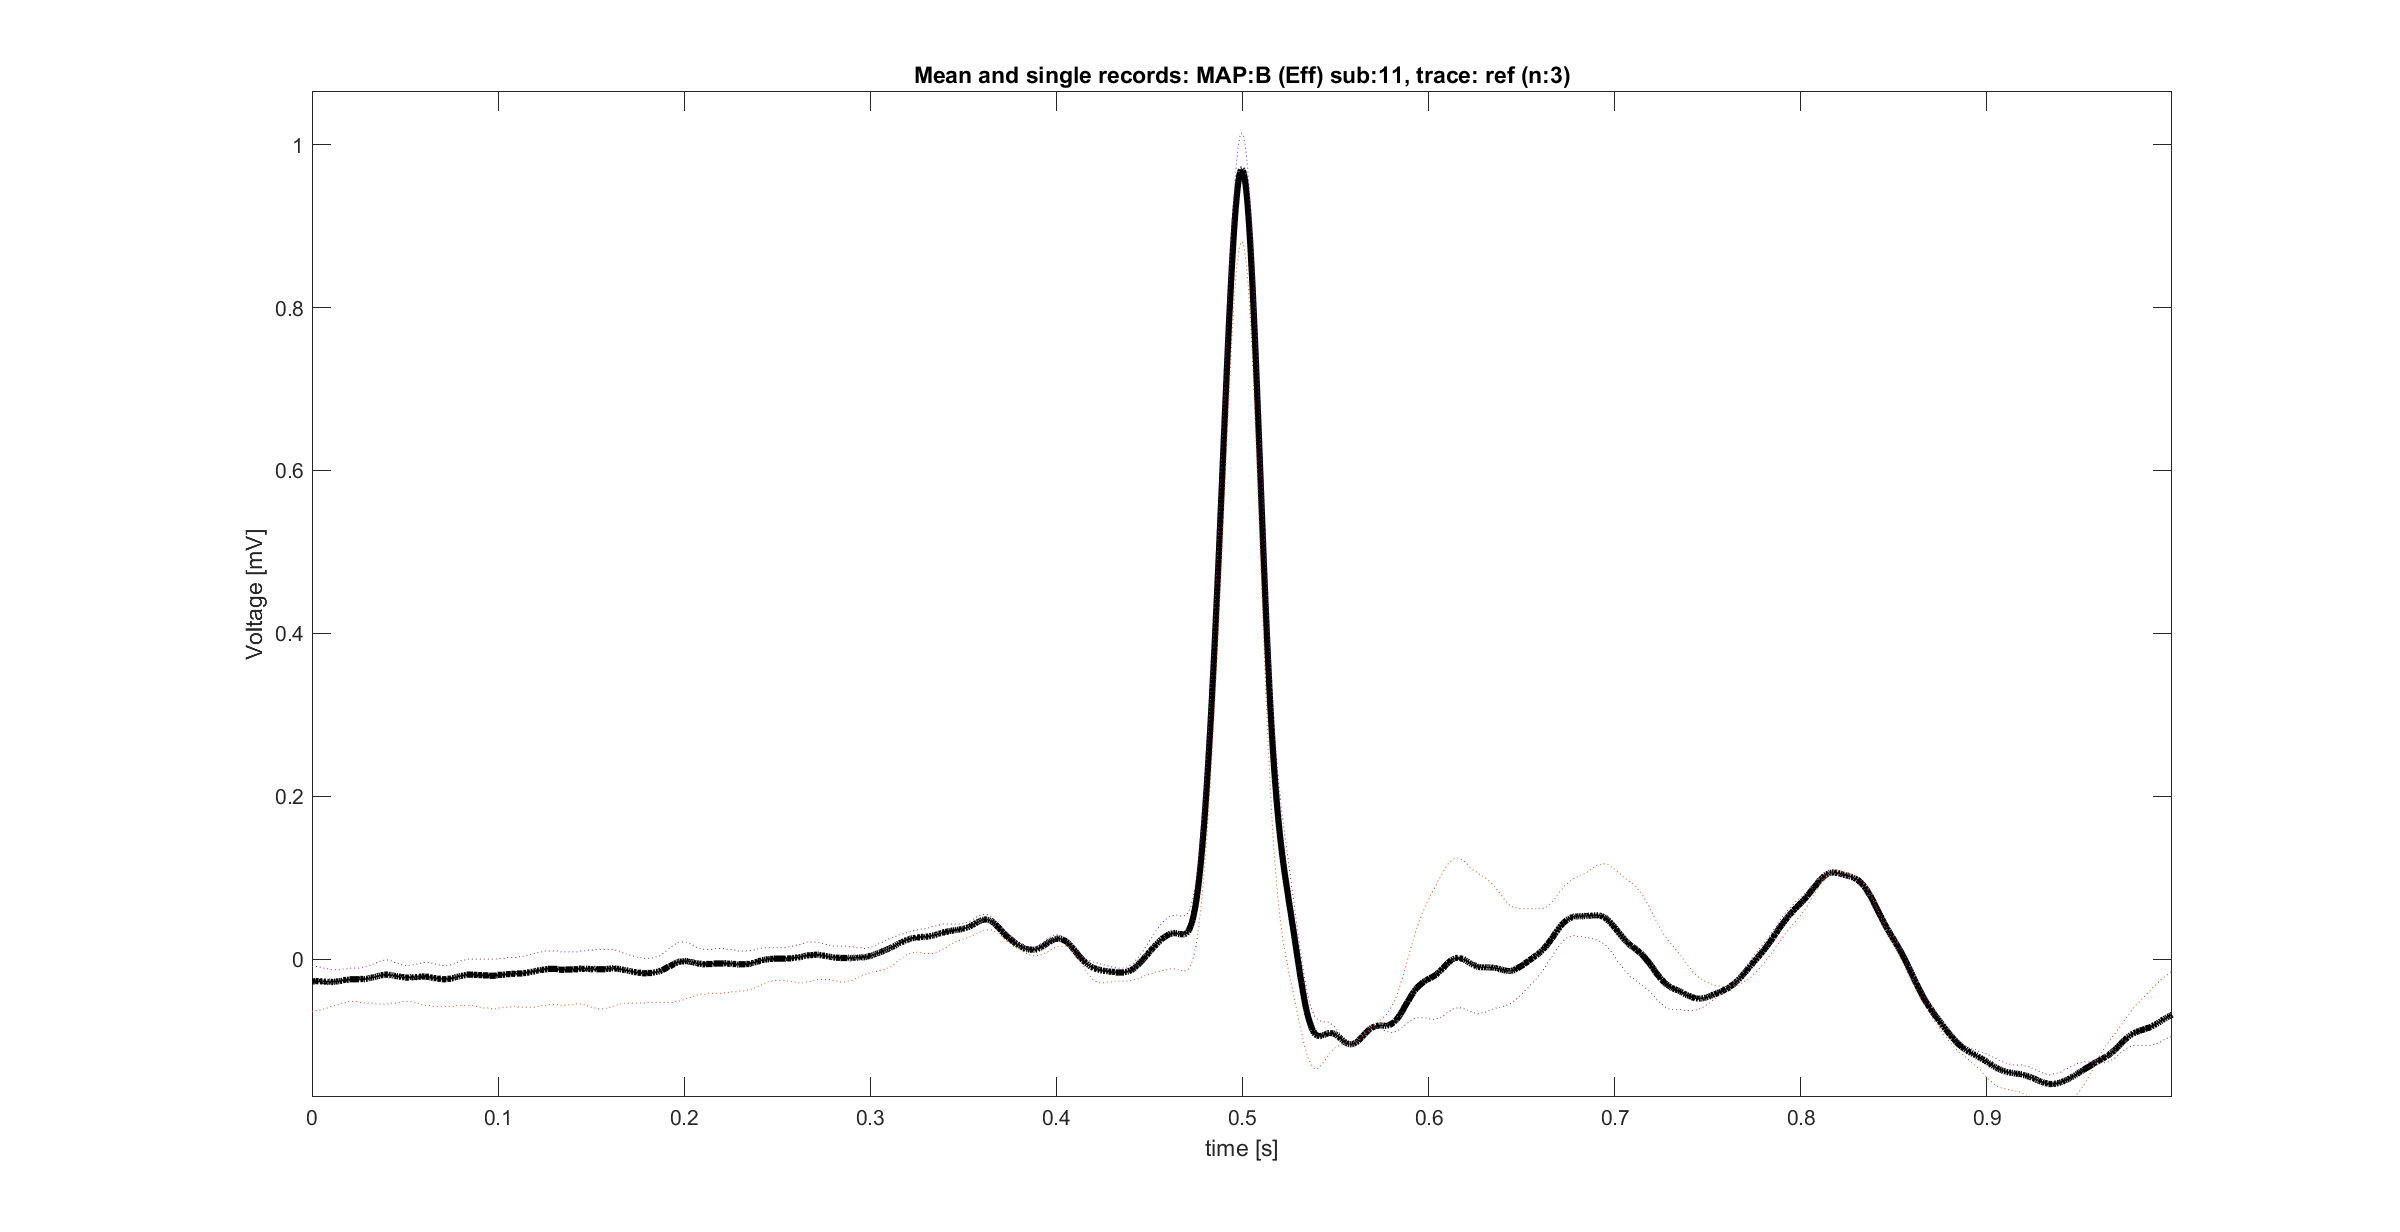 Mean and single records: MAP:B (Eff) sub:11, trace: ref (n:3)
1
0.8
0.6
0.4
0.2
0
Voltage [mV]
0 0.1 0.2 0.3 0.4 0.5 0.6 0.7 0.8 0.9
time [s]